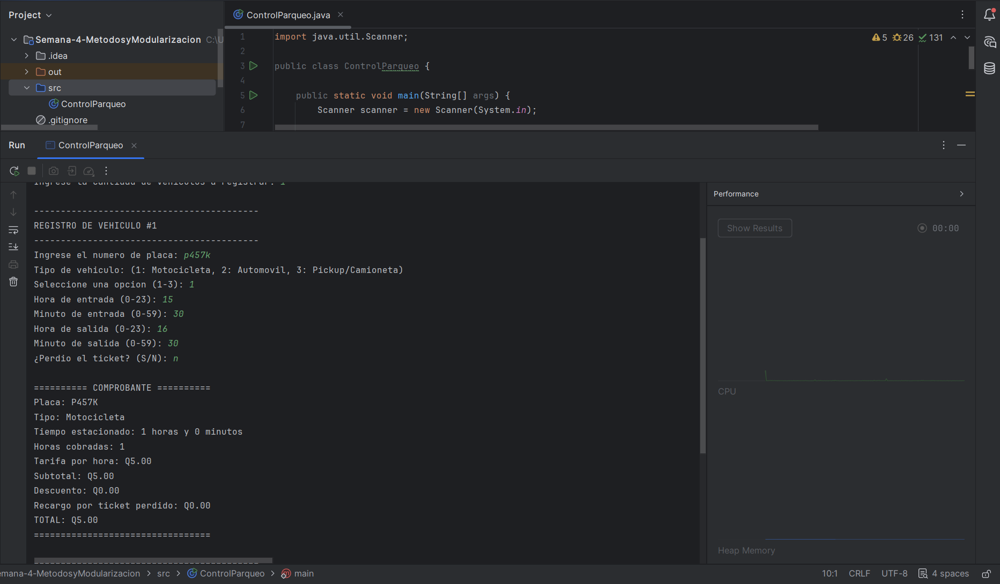 Project
ControlParqueo.java
Semana-4-MetodosyModularizacion C:\U
.idea
out
src
ControlParqueo
.gitignore
1 import java.util.Scanner;
2
3 public class ControlParqueo {
4
5 public static void main(String[] args) {
6 Scanner scanner = new Scanner(System.in);
7
5 26 131
Run ControlParqueo
Ingrese la cantidad de vehiculos a registrar: 1
------------------------------------------
REGISTRO DE VEHICULO #1
------------------------------------------
Ingrese el numero de placa: p457k
Tipo de vehiculo: (1: Motocicleta, 2: Automovil, 3: Pickup/Camioneta)
Seleccione una opcion (1-3): 1
Hora de entrada (0-23): 15
Minuto de entrada (0-59): 30
Hora de salida (0-23): 16
Minuto de salida (0-59): 30
¿Perdio el ticket? (S/N): n
========== COMPROBANTE ==========
Placa: P457K
Tipo: Motocicleta
Tiempo estacionado: 1 horas y 0 minutos
Horas cobradas: 1
Tarifa por hora: Q5.00
Subtotal: Q5.00
Descuento: Q0.00
Recargo por ticket perdido: Q0.00
TOTAL: Q5.00
=================================
Performance
Show Results 00:00
CPU
Heap Memory
emana-4-MetodosyModularizacion > src > ControlParqueo > main
10:1 CRLF UTF-8 4 spaces